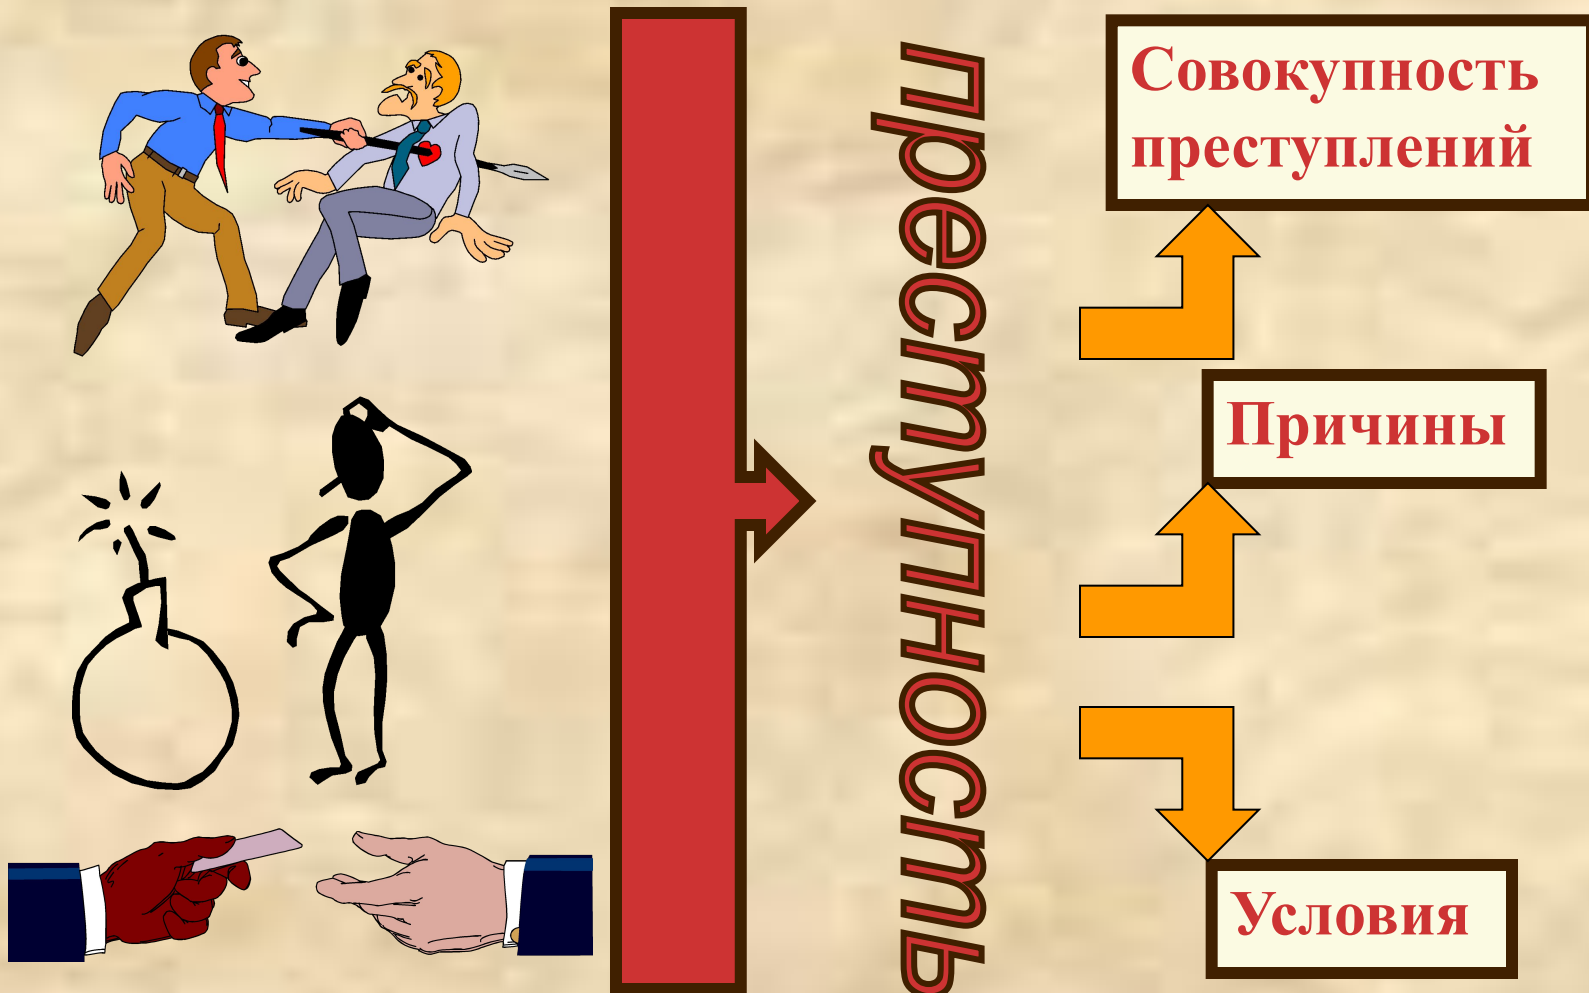 преступность
Совокупность
преступлений
Причины
Условия